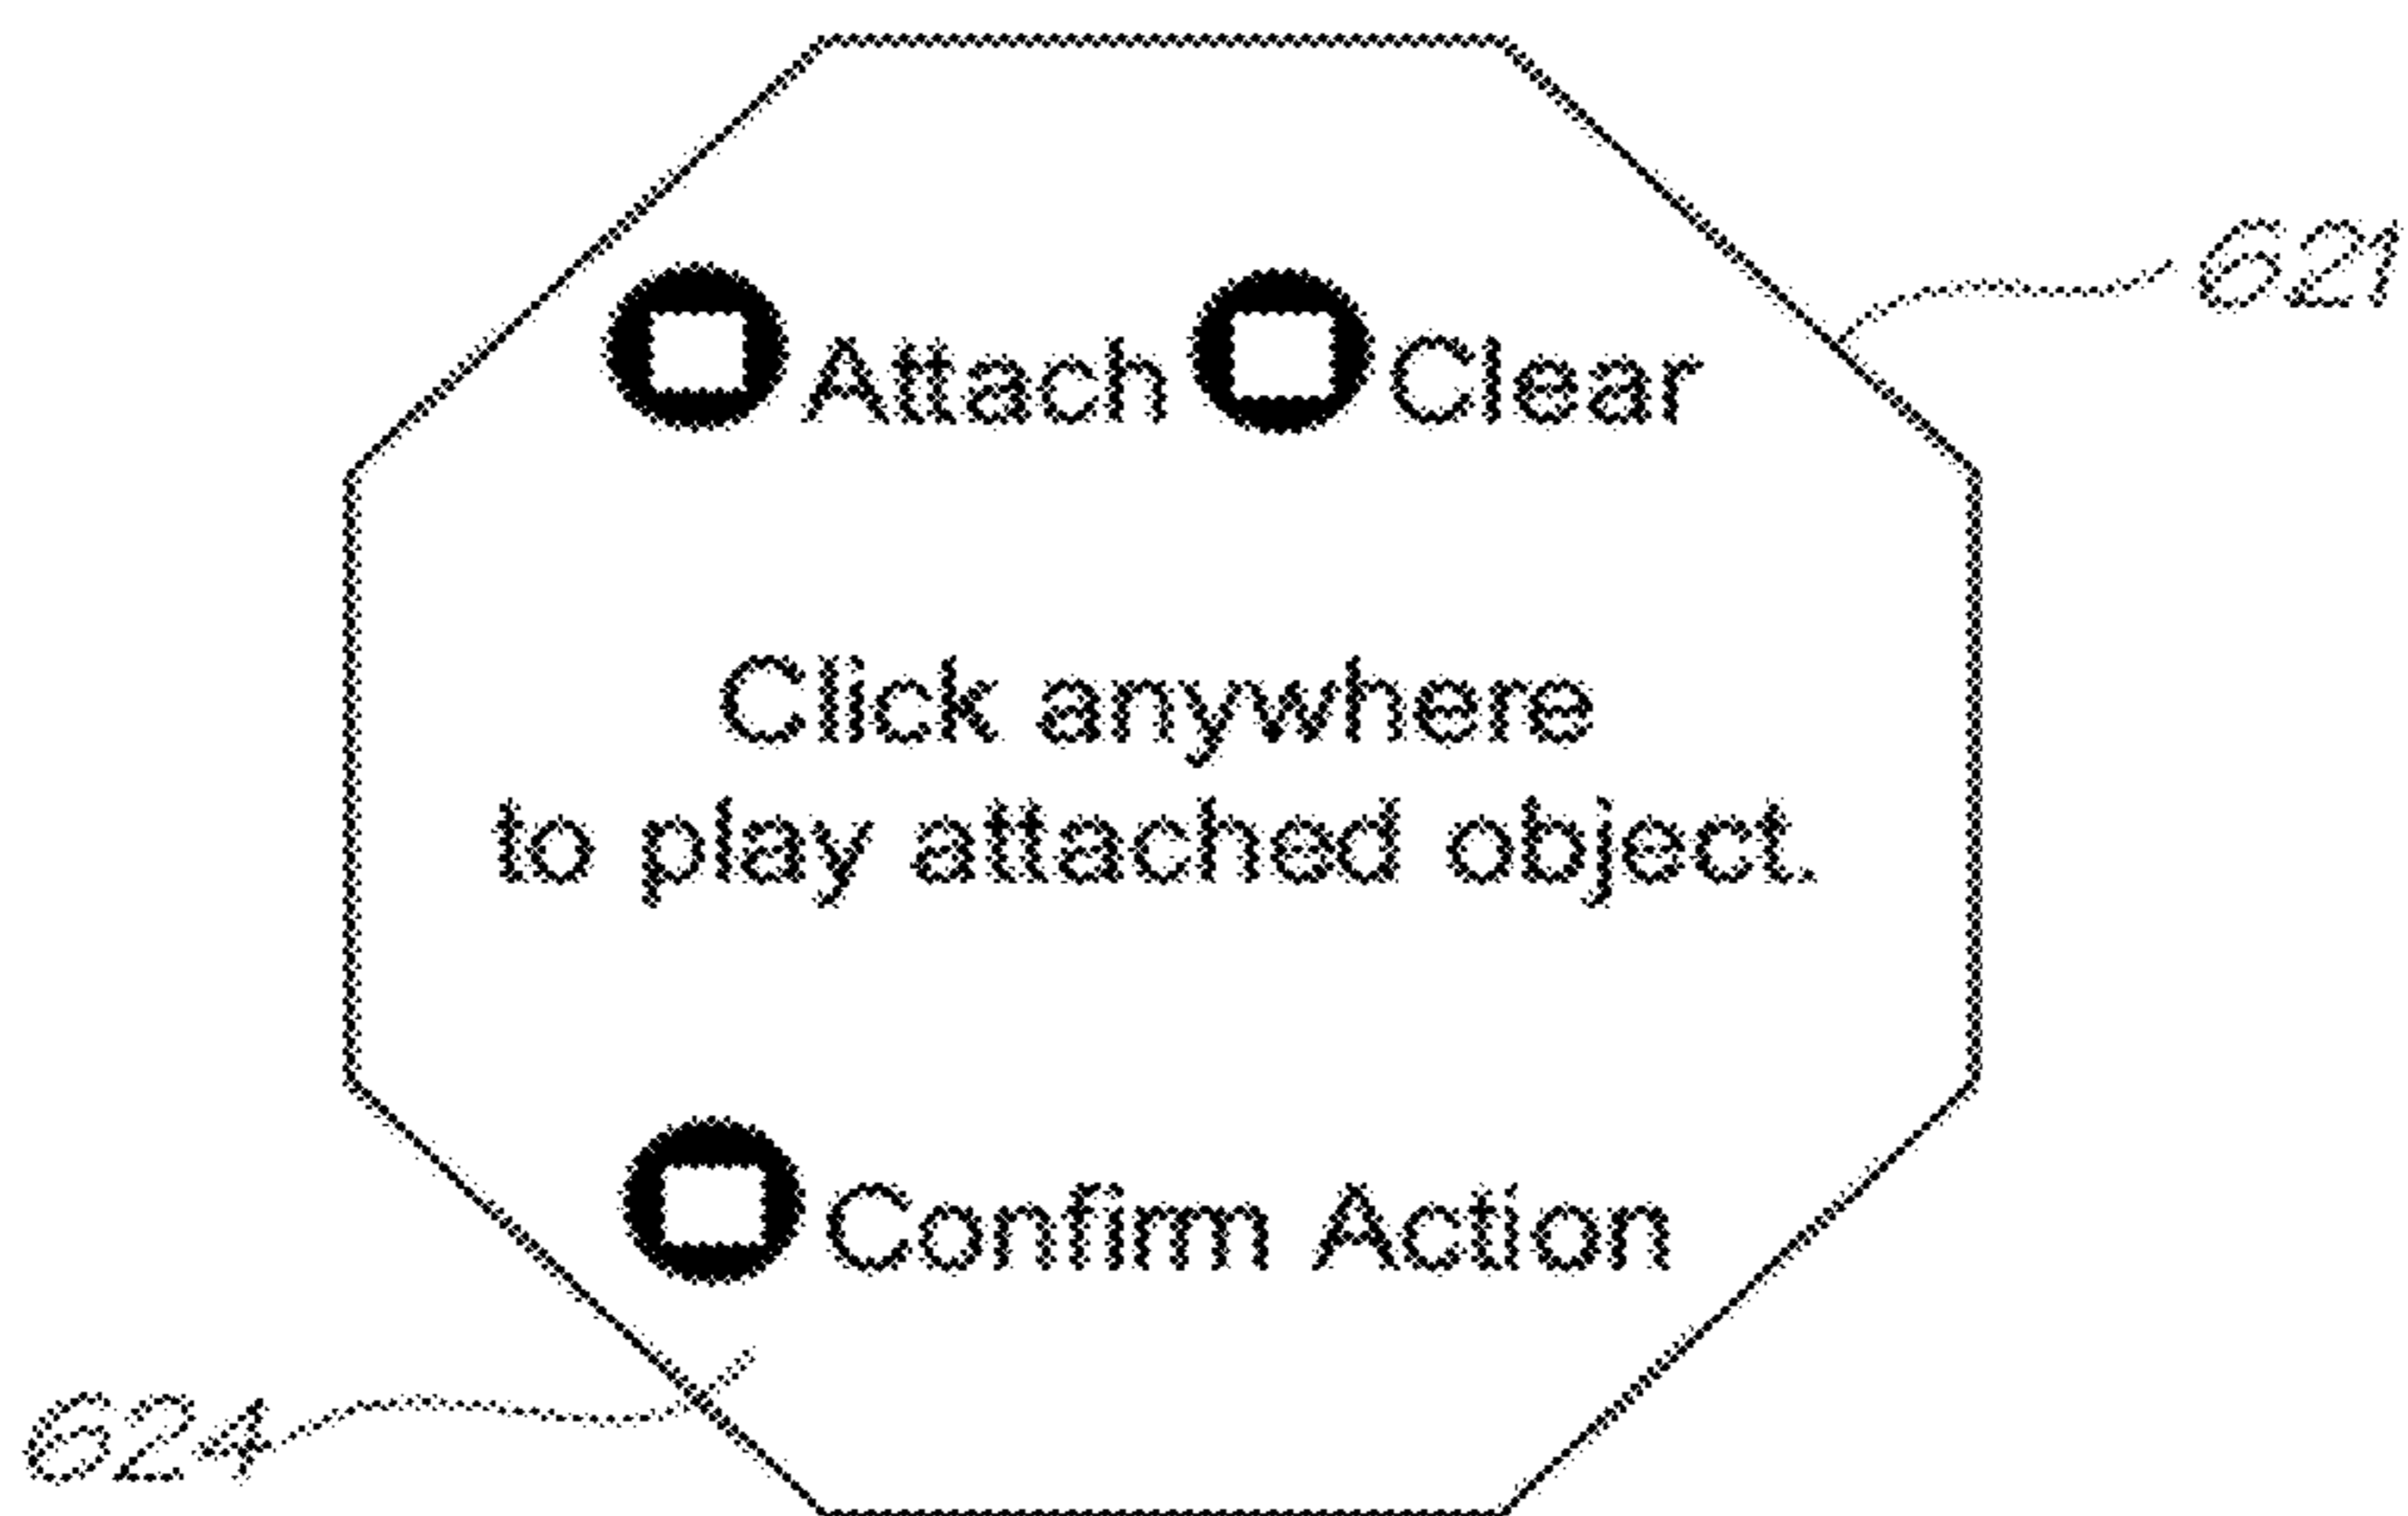 621
Attach Clear
Click anywhere
to play attached object.
Confirm Action
624